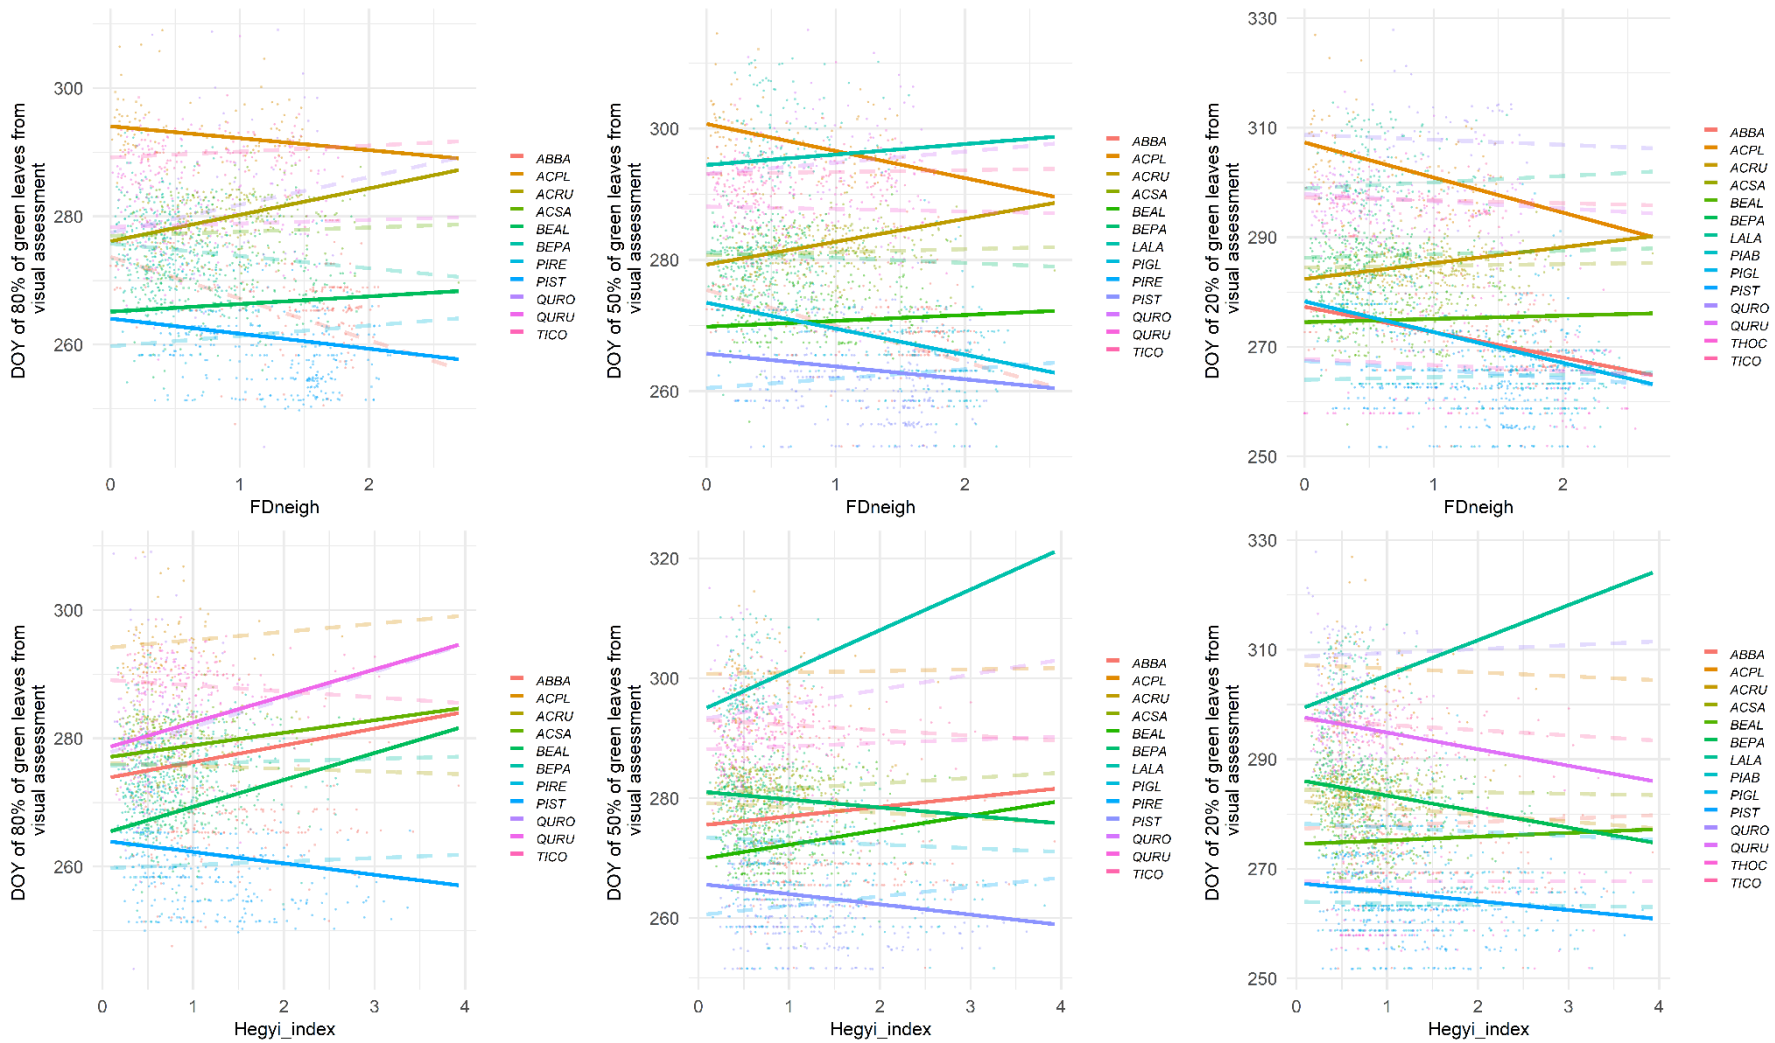 DOY of 80% of green leaves from
visual assessment
300
280
260
0
1
2
FDneigh
ABBA
ACPL
ACRU
ACSA
BEAL
BEPA
PIRE
PIST
QURO
QURU
TICO
DOY of 50% of green leaves from
visual assessment
300
280
260
0
1
2
FDneigh
ABBA
ACPL
ACRU
ACSA
BEAL
BEPA
LALA
PIGL
PIRE
PIST
QURO
QURU
TICO
DOY of 20% of green leaves from
visual assessment
330
310
290
270
250
0
1
2
FDneigh
ABBA
ACPL
ACRU
ACSA
BEAL
BEPA
LALA
PIAB
PIGL
PIST
QURO
QURU
THOC
TICO
DOY of 80% of green leaves from
visual assessment
300
280
260
0
1
2
3
4
Hegyi_index
ABBA
ACPL
ACRU
ACSA
BEAL
BEPA
PIRE
PIST
QURO
QURU
TICO
DOY of 50% of green leaves from
visual assessment
320
300
280
260
0
1
2
3
4
Hegyi_index
ABBA
ACPL
ACRU
ACSA
BEAL
BEPA
LALA
PIGL
PIRE
PIST
QURO
QURU
TICO
DOY of 20% of green leaves from
visual assessment
330
310
290
270
250
0
1
2
3
4
Hegyi_index
ABBA
ACPL
ACRU
ACSA
BEAL
BEPA
LALA
PIAB
PIGL
PIST
QURO
QURU
THOC
TICO